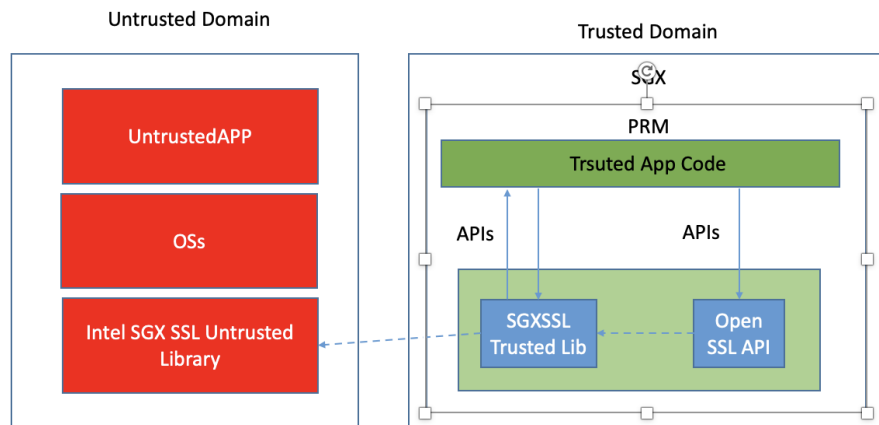 Untrusted Domain
Trusted Domain
SGX
UntrustedAPP
PRM
Trsuted App Code
OSs
APIs
APIs
Intel SGX SSL Untrusted
Library
SGXSSL
Trusted Lib
Open
SSL API